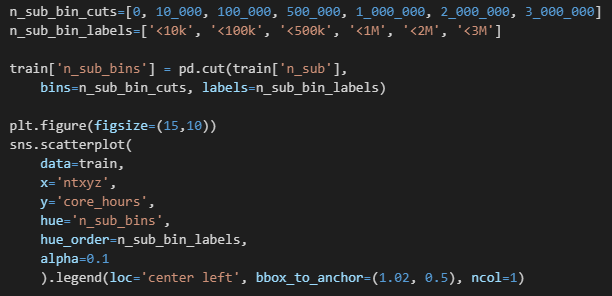 n_sub_bin_cuts=[0, 10_000, 100_000, 500_000, 1_000_000, 2_000_000, 3_000_000]
n_sub_bin_labels=['<10k', '<100k', '<500k', '<1M', '<2M', '<3M']

train['n_sub_bins'] = pd.cut(train['n_sub'],
    bins=n_sub_bin_cuts, labels=n_sub_bin_labels)

plt.figure(figsize=(15,10))
sns.scatterplot(
    data=train,
    x='ntxyz',
    y='core_hours',
    hue='n_sub_bins',
    hue_order=n_sub_bin_labels,
    alpha=0.1
    ).legend(loc='center left', bbox_to_anchor=(1.02, 0.5), ncol=1)